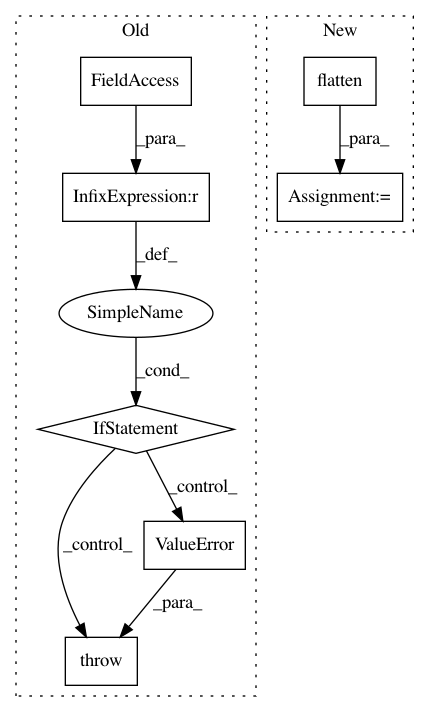 Old
New
FieldAccess
flatten
_para_
_para_
InfixExpression:r
Assignment:=
_def_
SimpleName
_cond_
IfStatement
_control_
_control_
ValueError
_para_
throw